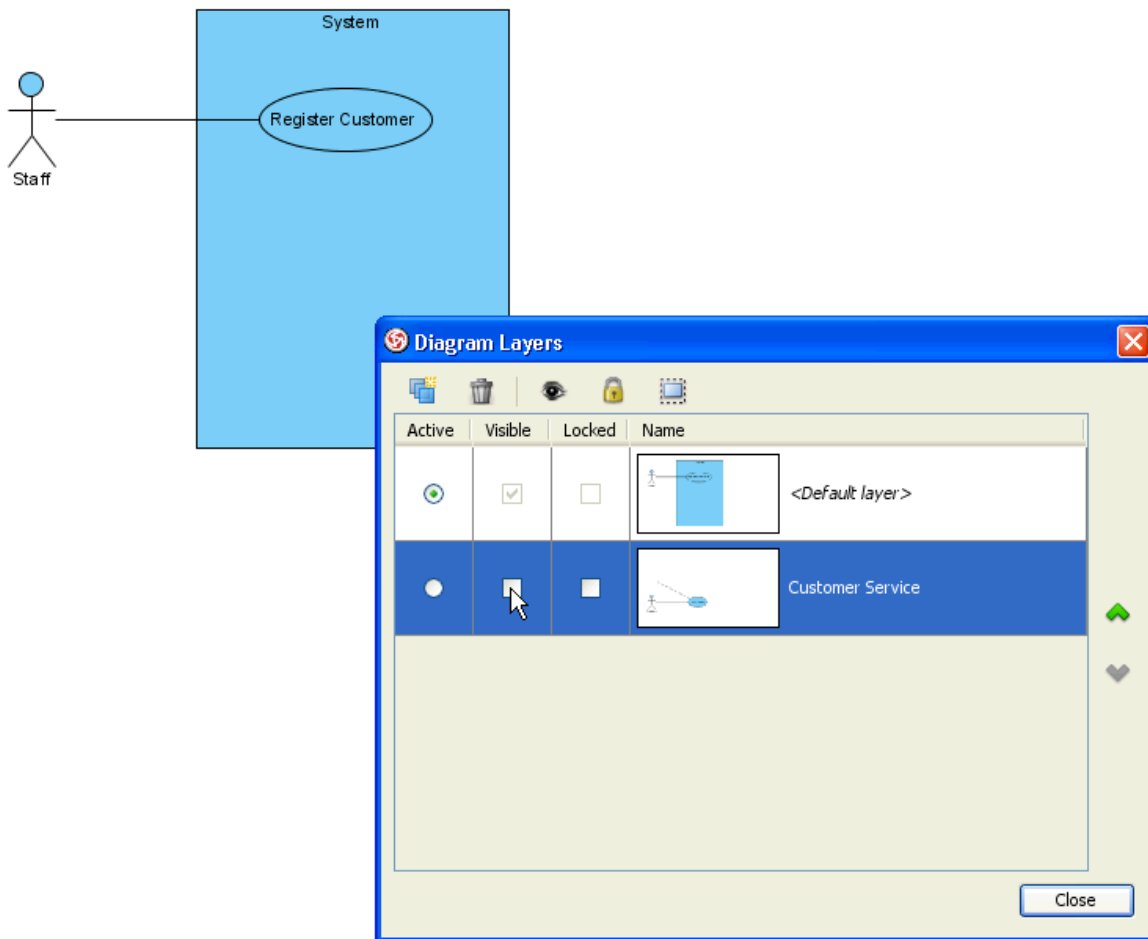 System
Register Customer
Staff
Diagram Layers
Active Visible Locked Name
<Default layer>
Customer Service
Close